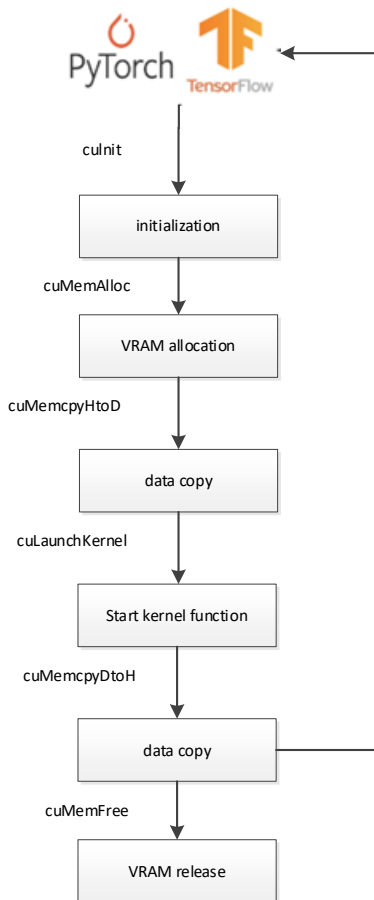 PyTorch
TensorFlow
cuInit
initialization
cuMemAlloc
VRAM allocation
cuMemcpyHtoD
data copy
cuLaunchKernel
Start kernel function
cuMemcpyDtoH
data copy
cuMemFree
VRAM release